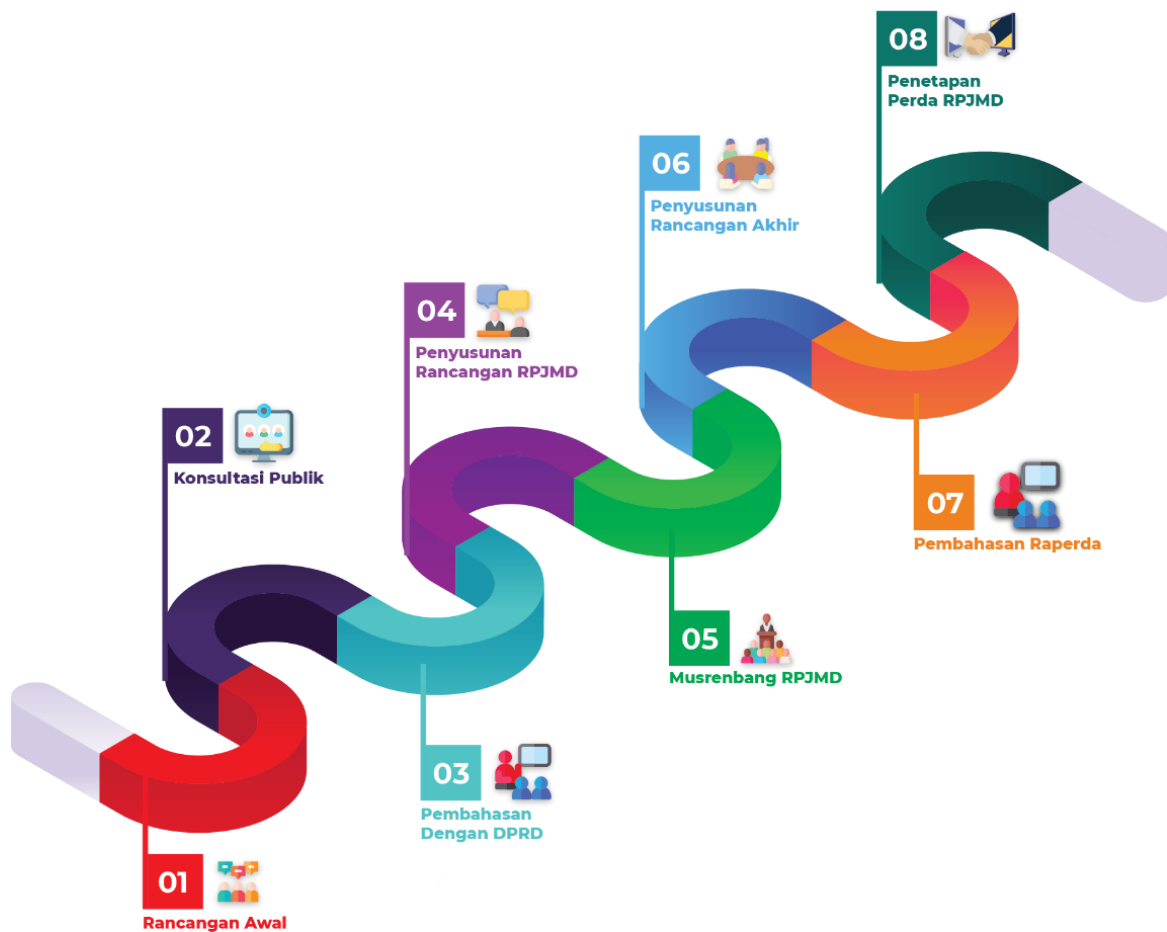 01
Rancangan Awal
02
Konsultasi Publik
03
Pembahasan
Dengan DPRD
04
Penyusunan
Rancangan RPJMD
05
Musrenbang RPJMD
06
Penyusunan
Rancangan Akhir
07
Pembahasan Raperda
08
Penetapan
Perda RPJMD